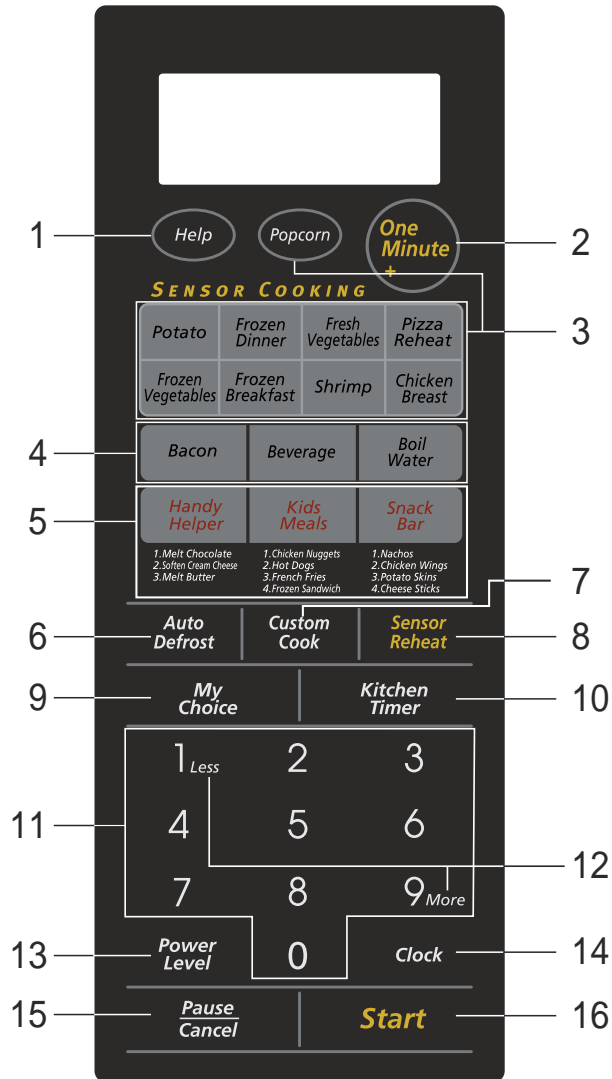 1
Help
Popcorn
One
Minute
+
2
SENSOR COOKING
3
Potato
Frozen
Dinner
Fresh
Vegetables
Pizza
Reheat
Frozen
Vegetables
Frozen
Breakfast
Shrimp
Chicken
Breast
4
Bacon
Beverage
Boil
Water
5
Handy
Helper
Kids
Meals
Snack
Bar
1.Melt Chocolate
2.Soften Cream Cheese
3.Melt Butter
1.Chicken Nuggets
2.Hot Dogs
3.French Fries
4.Frozen Sandwich
1.Nachos
2.Chicken Wings
3.Potato Skins
4.Cheese Sticks
7
6
Auto
Defrost
Custom
Cook
Sensor
Reheat
8
9
My
Choice
Kitchen
Timer
10
1 Less
2
3
11
4
5
6
12
7
8
9 More
13
Power
Level
0
Clock
14
15
Pause
Cancel
Start
16